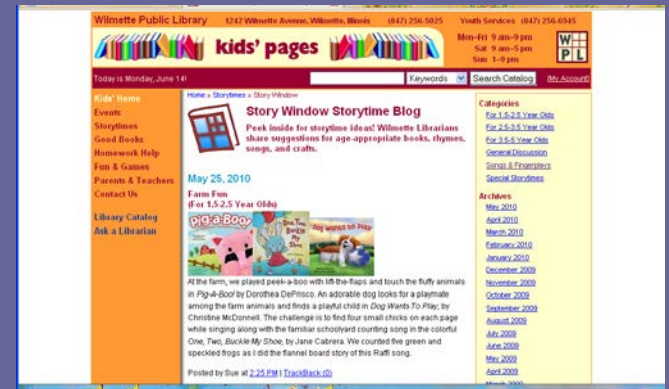 Wilmette Public Library 1242 Wilmette Avenue, Wilmette, Illinois (847) 256-5025 Youth Services (847) 256-6945
kids' pages
Mon-Fri 9 am-9 pm
Sat 9 am-5 pm
Sun 1-9 pm
W
P L
Today is Monday, June 14!
Keywords Search Catalog (My Account)
Kids' Home
Events
Storytimes
Good Books
Homework Help
Fun & Games
Parents & Teachers
Contact Us
Library Catalog
Ask a Librarian
Home » Storytimes » Story Window
Story Window Storytime Blog
Peek inside for storytime ideas! Wilmette Librarians
share suggestions for age-appropriate books, rhymes,
songs, and crafts.
May 25, 2010
Farm Fun
(For 1.5-2.5 Year Olds)
Pig-a-Boo!
One, Two, Buckle My Shoe
Dog Wants to Play
At the farm, we played peek-a-boo with lift-the-flaps and touch the fluffy animals
in Pig-A-Boo! by Dorothea DePrisco. An adorable dog looks for a playmate
among the farm animals and finds a playful child in Dog Wants To Play, by
Christine McDonnell. The challenge is to find four small chicks on each page
while singing along with the familiar schoolyard counting song in the colorful
One, Two, Buckle My Shoe, by Jane Cabrera. We counted five green and
speckled frogs as I did the flannel board story of this Raffi song.
Posted by Sue at 2:25 PM | TrackBack (0)
Categories
For 1.5-2.5 Year Olds
For 2.5-3.5 Year Olds
For 3.5-5 Year Olds
General Discussion
Songs & Fingerplays
Special Storytimes
Archives
May 2010
April 2010
March 2010
February 2010
January 2010
December 2009
November 2009
October 2009
September 2009
August 2009
July 2009
June 2009
May 2009
April 2009
March 2009